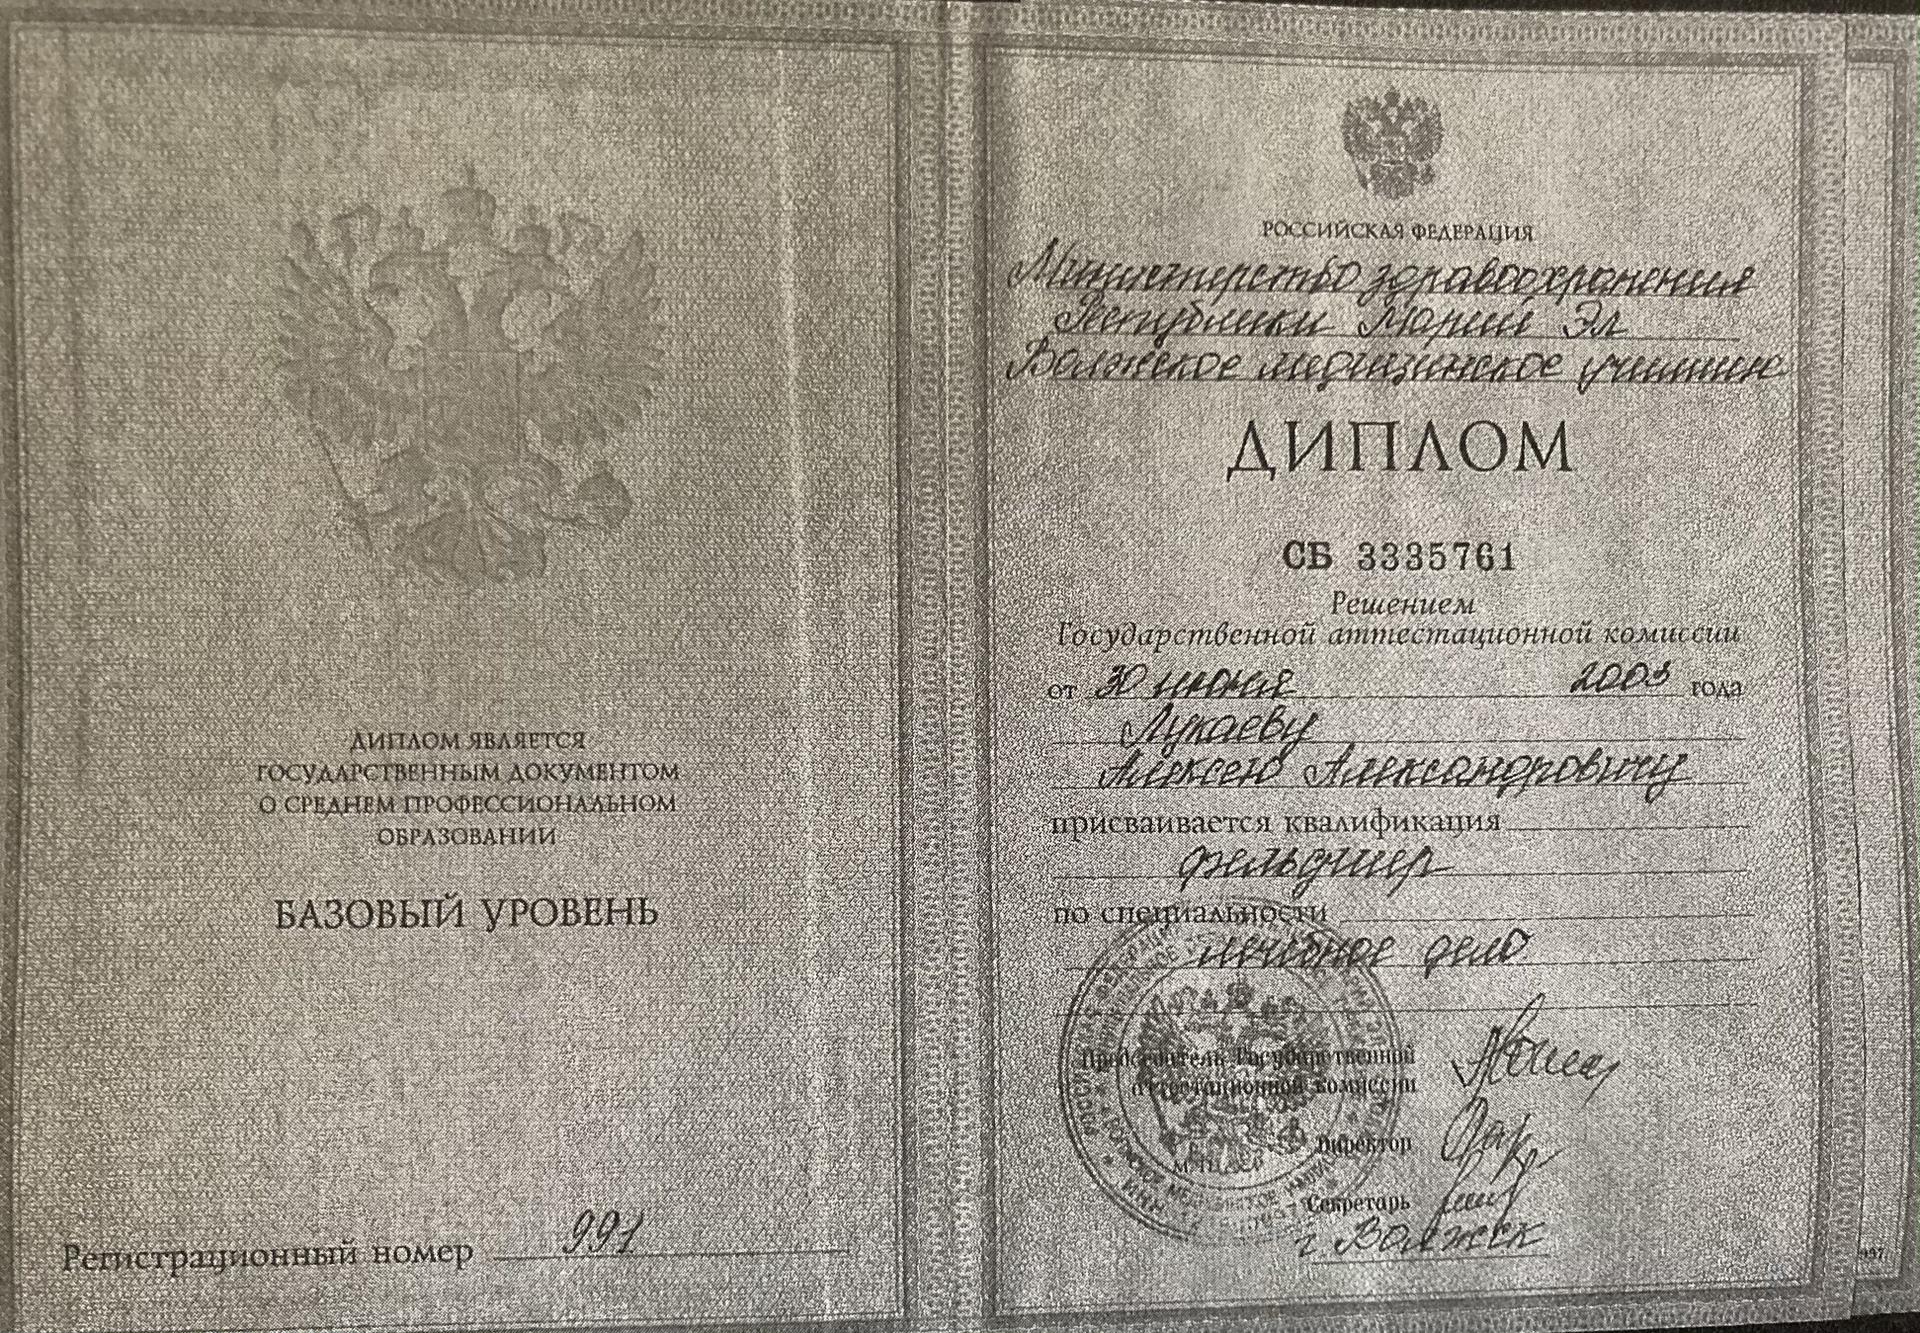 ДИПЛОМ ЯВЛЯЕТСЯ
ГОСУДАРСТВЕННЫМ ДОКУМЕНТОМ
О СРЕДНЕМ ПРОФЕССИОНАЛЬНОМ
ОБРАЗОВАНИИ
БАЗОВЫЙ УРОВЕНЬ
Регистрационный номер 991
РОССИЙСКАЯ ФЕДЕРАЦИЯ
Министерство здравоохранения
Республики Марий Эл
Волжское медицинское училище
ДИПЛОМ
СБ 3335761
Решением
Государственной аттестационной комиссии
от 30 июня 2003 года
Лукаеву
Алексею Александровичу
присваивается квалификация
фельдшер
по специальности
лечебное дело
Председатель Государственной
аттестационной комиссии
Директор
Секретарь
г Волжск